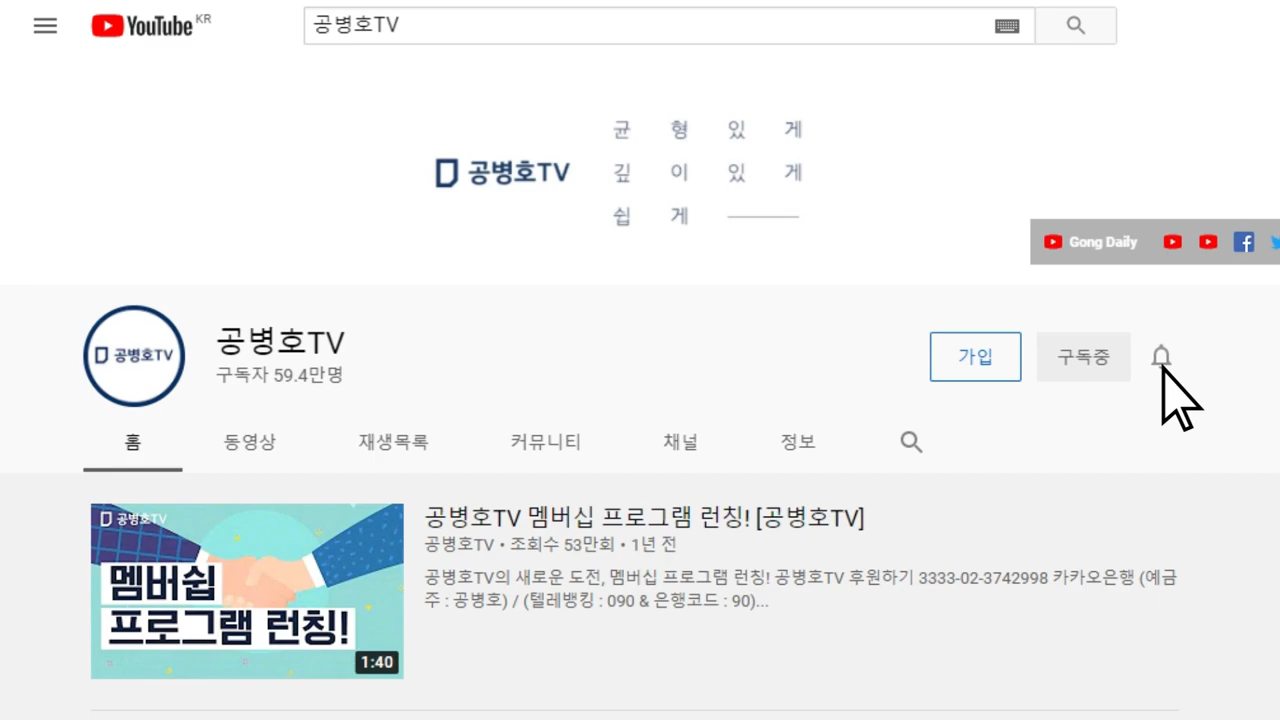 YouTube KR
공병호TV
균 형 있 게
공병호TV
깊 이 있 게
쉽 게
Gong Daily
공병호TV
공병호TV
구독자 59.4만명
가입
구독중
홈
동영상
재생목록
커뮤니티
채널
정보
공병호TV
멤버쉽
프로그램 런칭!
1:40
공병호TV 멤버십 프로그램 런칭! [공병호TV]
공병호TV • 조회수 53만회 • 1년 전
공병호TV의 새로운 도전, 멤버십 프로그램 런칭! 공병호TV 후원하기 3333-02-3742998 카카오은행 (예금
주 : 공병호) / (텔레뱅킹 : 090 & 은행코드 : 90)...